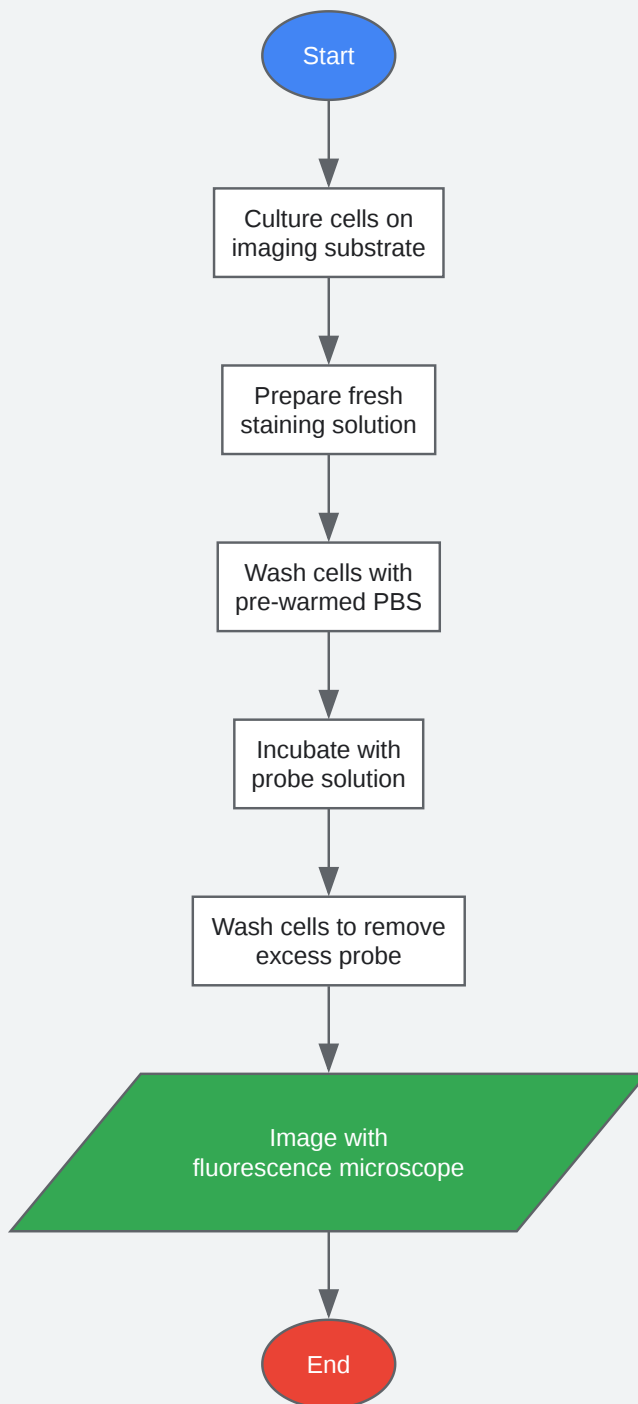 Start
Culture cells on
imaging substrate
Prepare fresh
staining solution
Wash cells with
pre-warmed PBS
Incubate with
probe solution
Wash cells to remove
excess probe
Image with
fluorescence microscope
End